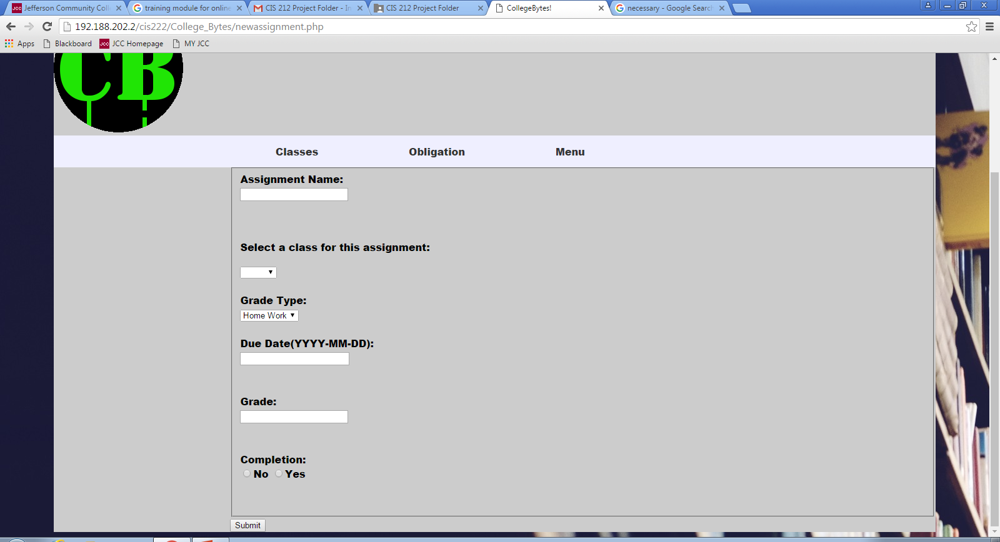 Jefferson Community Coll
training module for online
CIS 212 Project Folder - In
CIS 212 Project Folder
CollegeBytes!
necessary - Google Search
192.188.202.2/cis222/College_Bytes/newassignment.php
Apps Blackboard JCC JCC Homepage MY JCC
CB
Classes Obligation Menu
Assignment Name:
Select a class for this assignment:
Grade Type:
Home Work
Due Date(YYYY-MM-DD):
Grade:
Completion:
No Yes
Submit